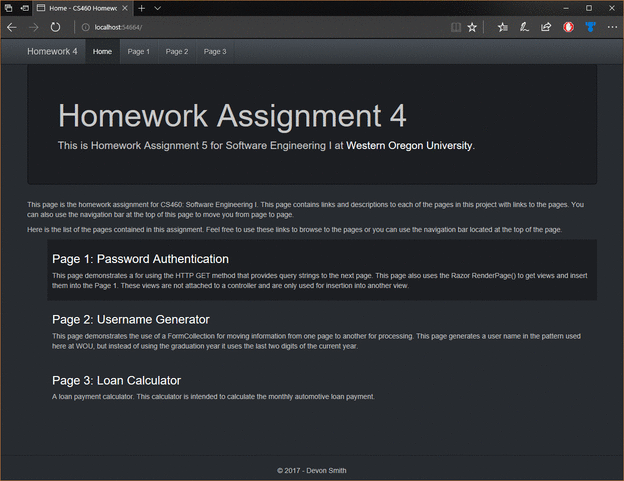 Home - CS460 Homewo
localhost:54664/
Homework 4 Home Page 1 Page 2 Page 3
Homework Assignment 4
This is Homework Assignment 5 for Software Engineering I at Western Oregon University.
This page is the homework assignment for CS460: Software Engineering I. This page contains links and descriptions to each of the pages in this project with links to the pages. You
can also use the navigation bar at the top of this page to move you from page to page.
Here is the list of the pages contained in this assignment. Feel free to use these links to browse to the pages or you can use the navigation bar located at the top of the page.
Page 1: Password Authentication
This page demonstrates a for using the HTTP GET method that provides query strings to the next page. This page also uses the Razor RenderPage() to get views and insert
them into the Page 1. These views are not attached to a controller and are only used for insertion into another view.
Page 2: Username Generator
This page demonstrates the use of a FormCollection for moving information from one page to another for processing. This page generates a user name in the pattern used
here at WOU, but instead of using the graduation year it uses the last two digits of the current year.
Page 3: Loan Calculator
A loan payment calculator. This calculator is intended to calculate the monthly automotive loan payment.
© 2017 - Devon Smith